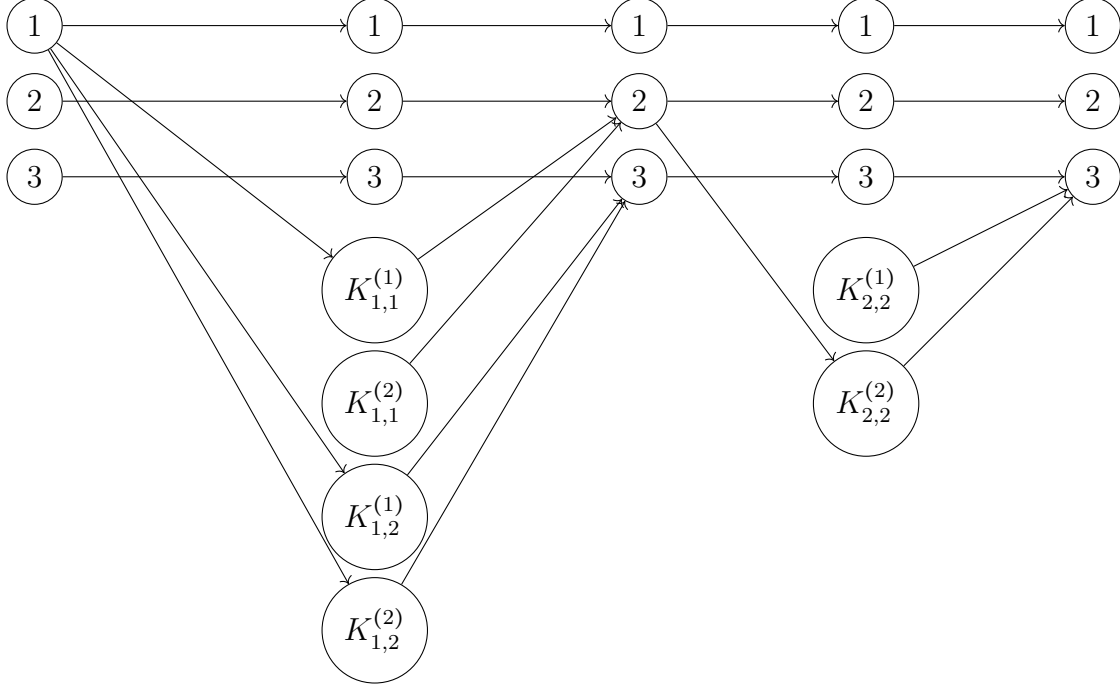 1 1 1 1 1
2 2 2 2 2
3 3 3 3 3
K_{1,1}^{(1)} K_{2,2}^{(1)}
K_{1,1}^{(2)} K_{2,2}^{(2)}
K_{1,2}^{(1)}
K_{1,2}^{(2)}